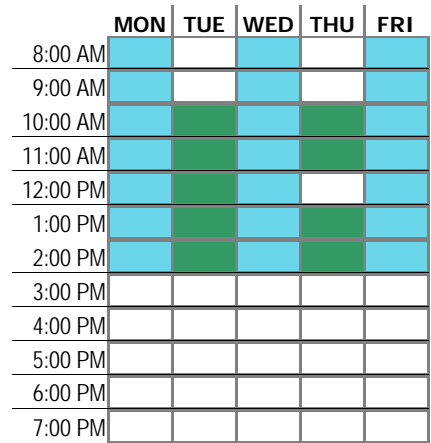 MON TUE WED THU FRI
8:00 AM
9:00 AM
10:00 AM
11:00 AM
12:00 PM
1:00 PM
2:00 PM
3:00 PM
4:00 PM
5:00 PM
6:00 PM
7:00 PM